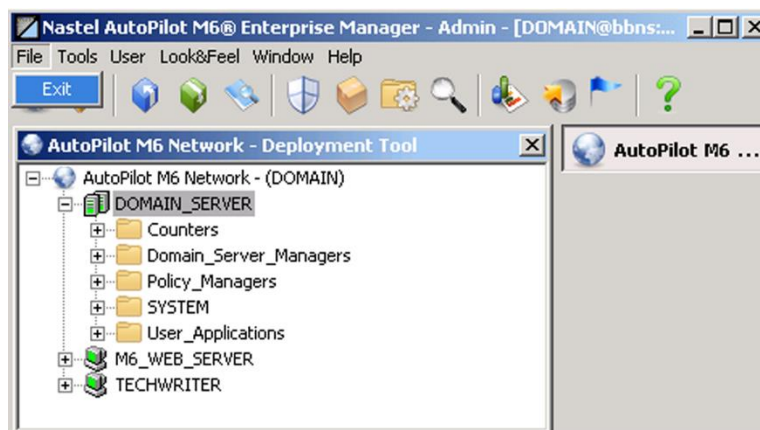 Nastel AutoPilot M6® Enterprise Manager - Admin - [DOMAIN@bbns:...
File Tools User Look&Feel Window Help
Exit
AutoPilot M6 Network - Deployment Tool
AutoPilot M6 ...
AutoPilot M6 Network - (DOMAIN)
DOMAIN_SERVER
Counters
Domain_Server_Managers
Policy_Managers
SYSTEM
User_Applications
M6_WEB_SERVER
TECHWRITER